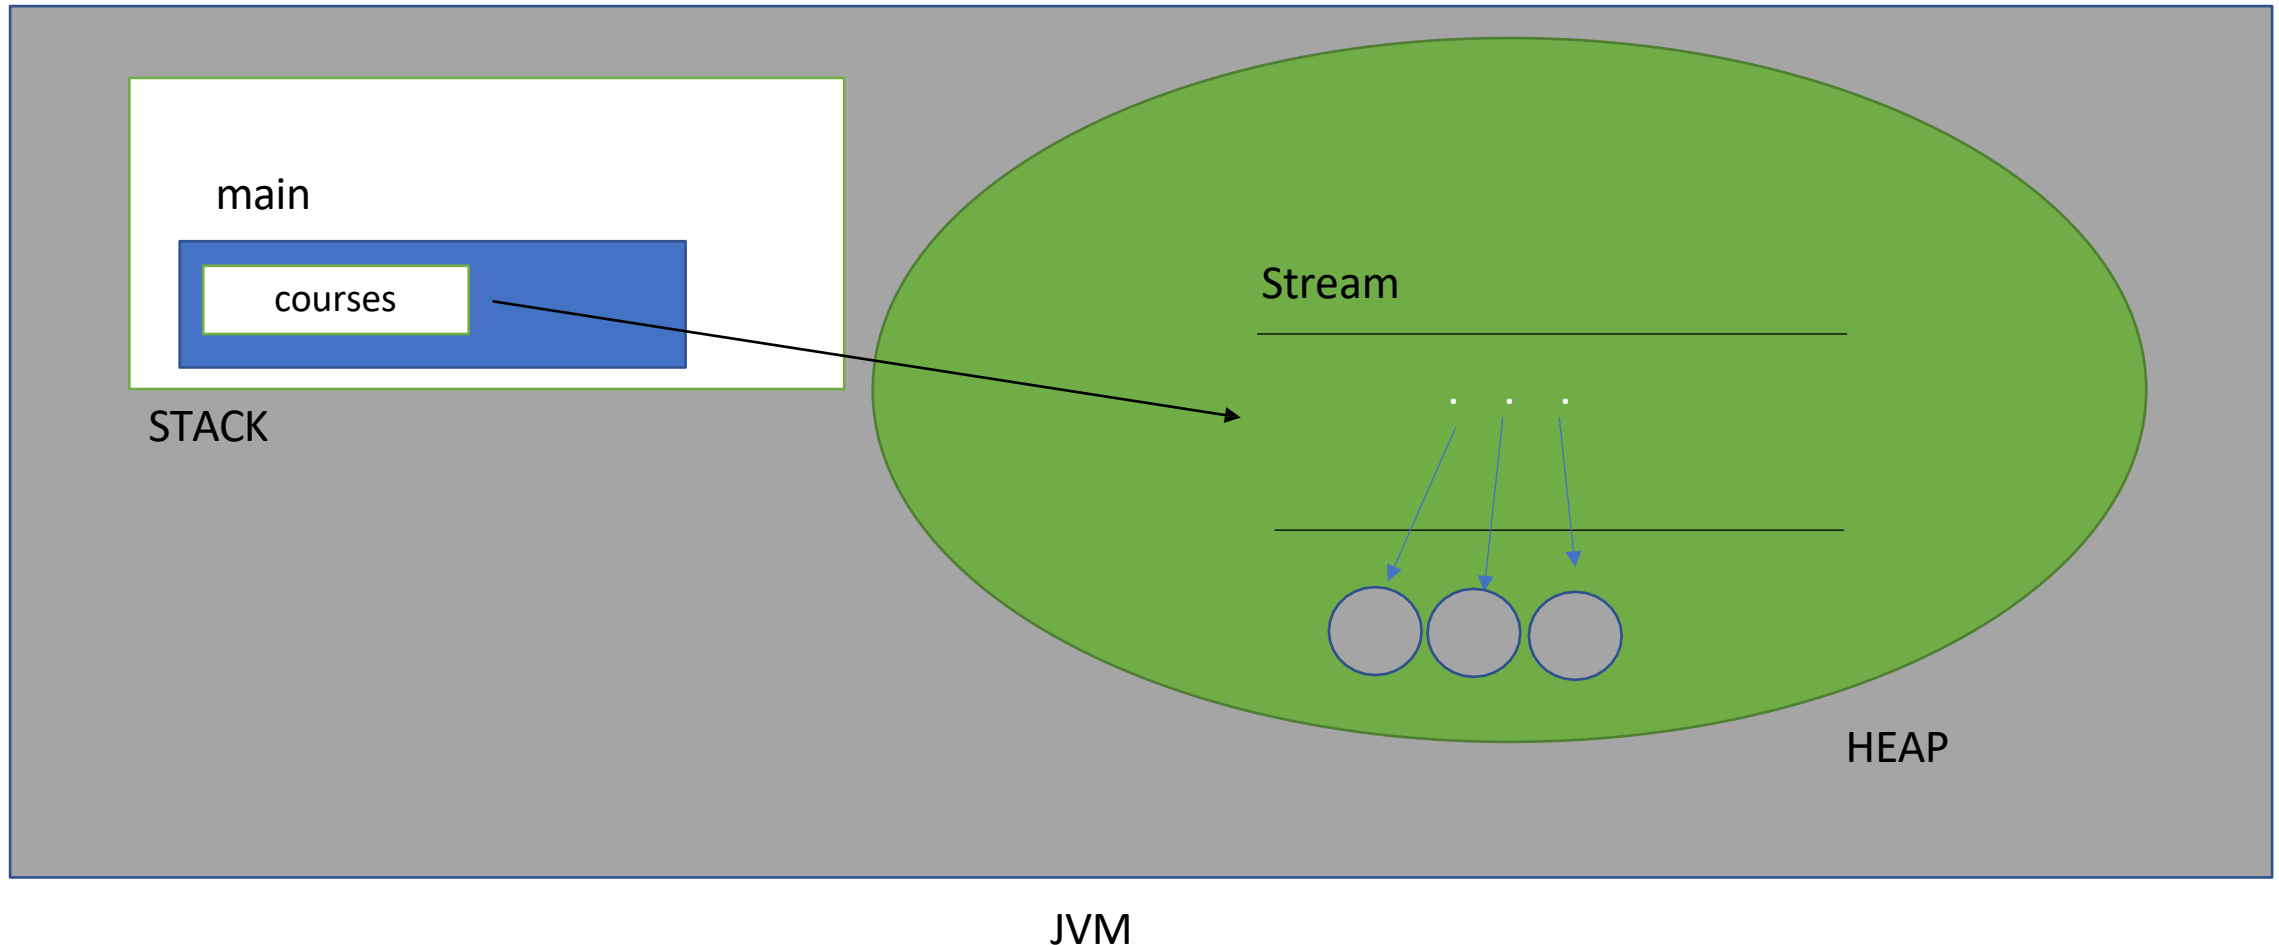 main
courses
STACK
Stream
. . .
HEAP
JVM